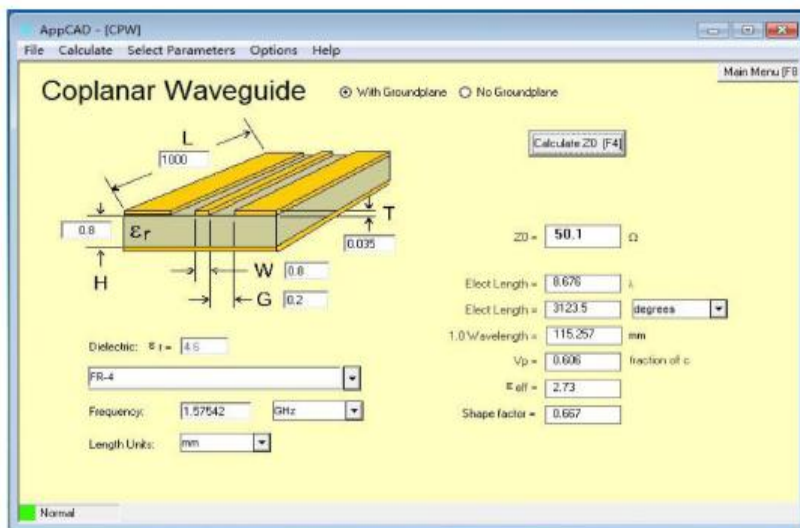 AppCAD - [CPW]
File Calculate Select Parameters Options Help
Main Menu [F8
Coplanar Waveguide
With Groundplane No Groundplane
Calculate Z0 [F4]
L
1000
0.8
εr
T
0.035
H
W 0.8
G 0.2
Z0 = 50.1 Ω
Elect Length = 8.676 λ
Elect Length = 3123.5 degrees
1.0 Wavelength = 115.257 mm
Vp = 0.606 fraction of c
ε eff = 2.73
Shape factor = 0.667
Dielectric: ε r = 4.6
FR-4
Frequency: 1.57542 GHz
Length Units: mm
Normal